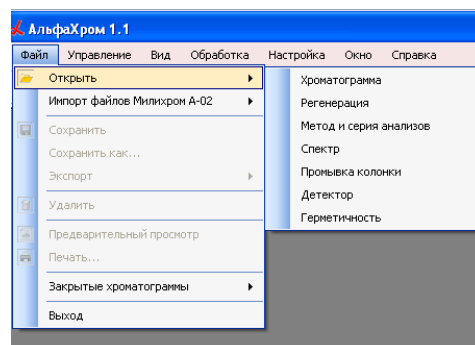 АльфаХром 1.1
Файл Управление Вид Обработка Настройка Окно Справка
Открыть
Импорт файлов Милихром А-02
Сохранить
Сохранить как...
Экспорт
Удалить
Предварительный просмотр
Печать...
Закрытые хроматограммы
Выход
Хроматограмма
Регенерация
Метод и серия анализов
Спектр
Промывка колонки
Детектор
Герметичность